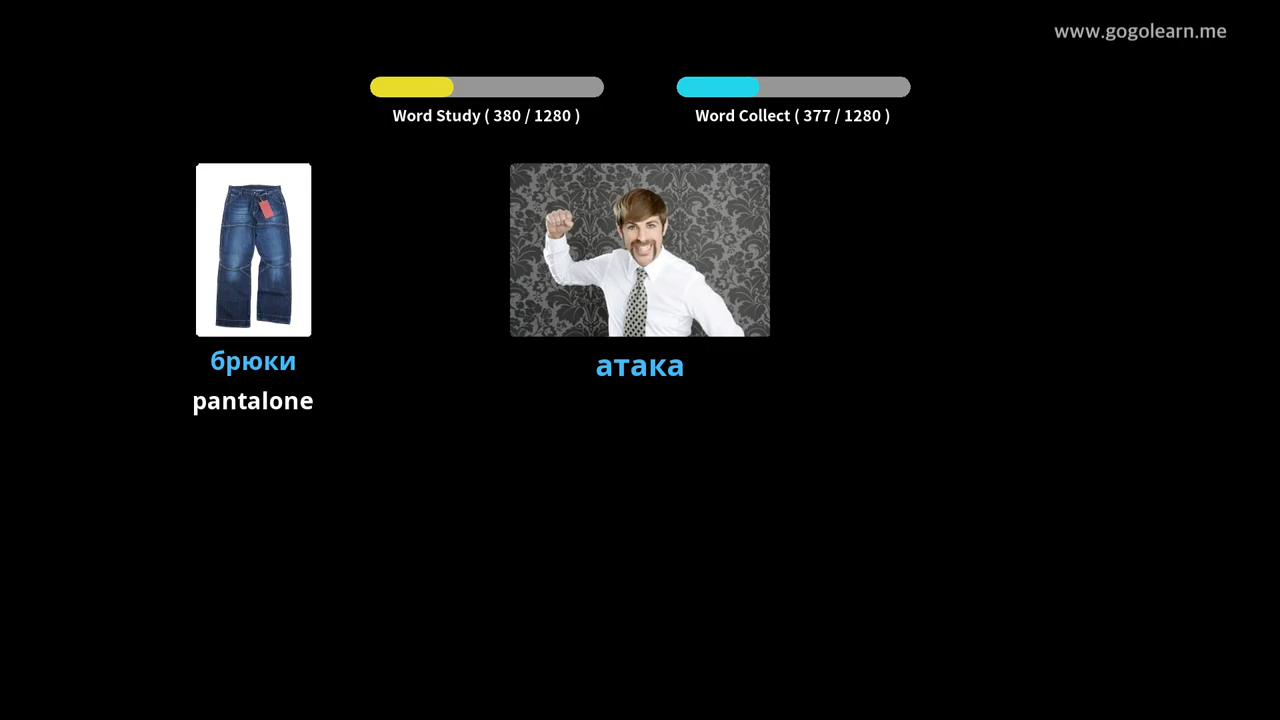 www.gogolearn.me
Word Study ( 380 / 1280 )
Word Collect ( 377 / 1280 )
брюки
pantalone
атака